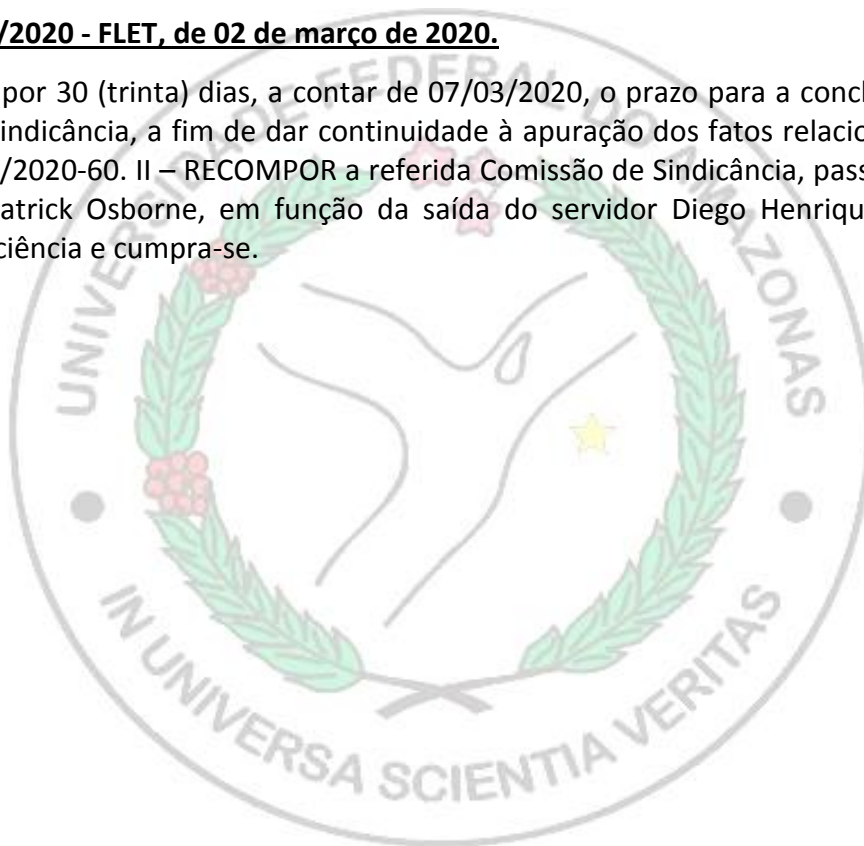 /2020 - FLET, de 02 de março de 2020.
por 30 (trinta) dias, a contar de 07/03/2020, o prazo para a concl
indicância, a fim de dar continuidade à apuração dos fatos relacio
/2020-60. II – RECOMPOR a referida Comissão de Sindicância, pass
atrick Osborne, em função da saída do servidor Diego Henriqu
ciência e cumpra-se.
UNIVERSIDADE FEDERAL DO AMAZONAS
IN UNIVERSA SCIENTIA VERITAS